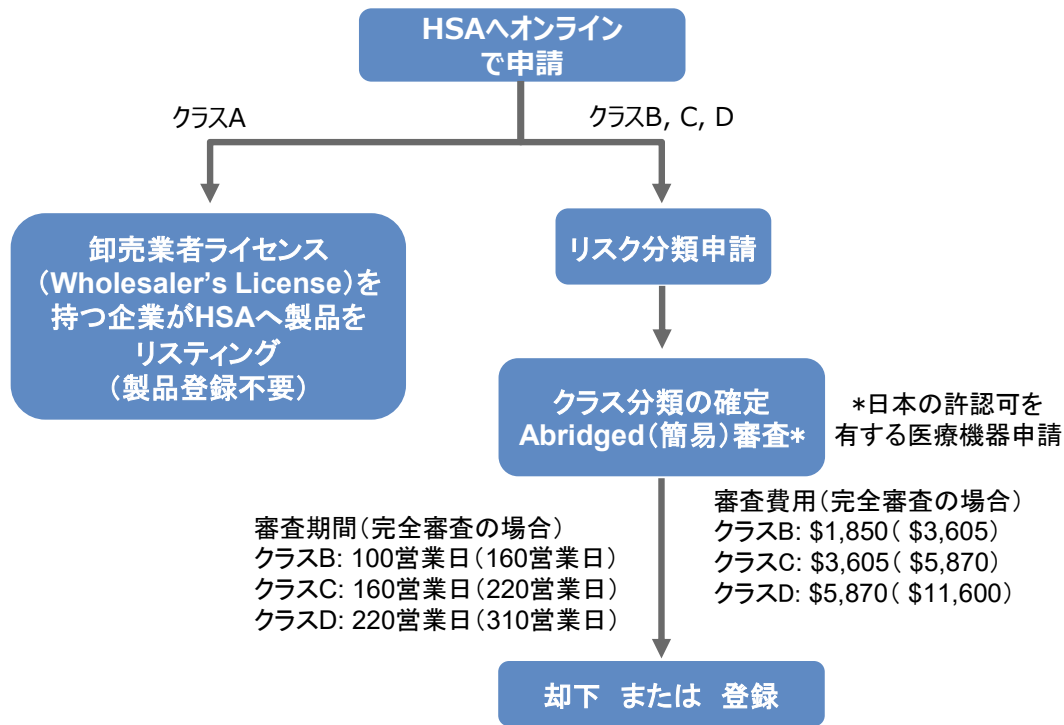 HSAへオンライン
で申請
クラスA
クラスB, C, D
卸売業者ライセンス
（Wholesaler’s License）を
持つ企業がHSAへ製品を
リスティング
（製品登録不要）
リスク分類申請
クラス分類の確定
Abridged（簡易）審査*
*日本の許認可を
有する医療機器申請
審査期間（完全審査の場合）
クラスB: 100営業日（160営業日）
クラスC: 160営業日（220営業日）
クラスD: 220営業日（310営業日）
審査費用（完全審査の場合）
クラスB: $1,850（ $3,605）
クラスC: $3,605（ $5,870）
クラスD: $5,870（ $11,600）
却下　または　登録